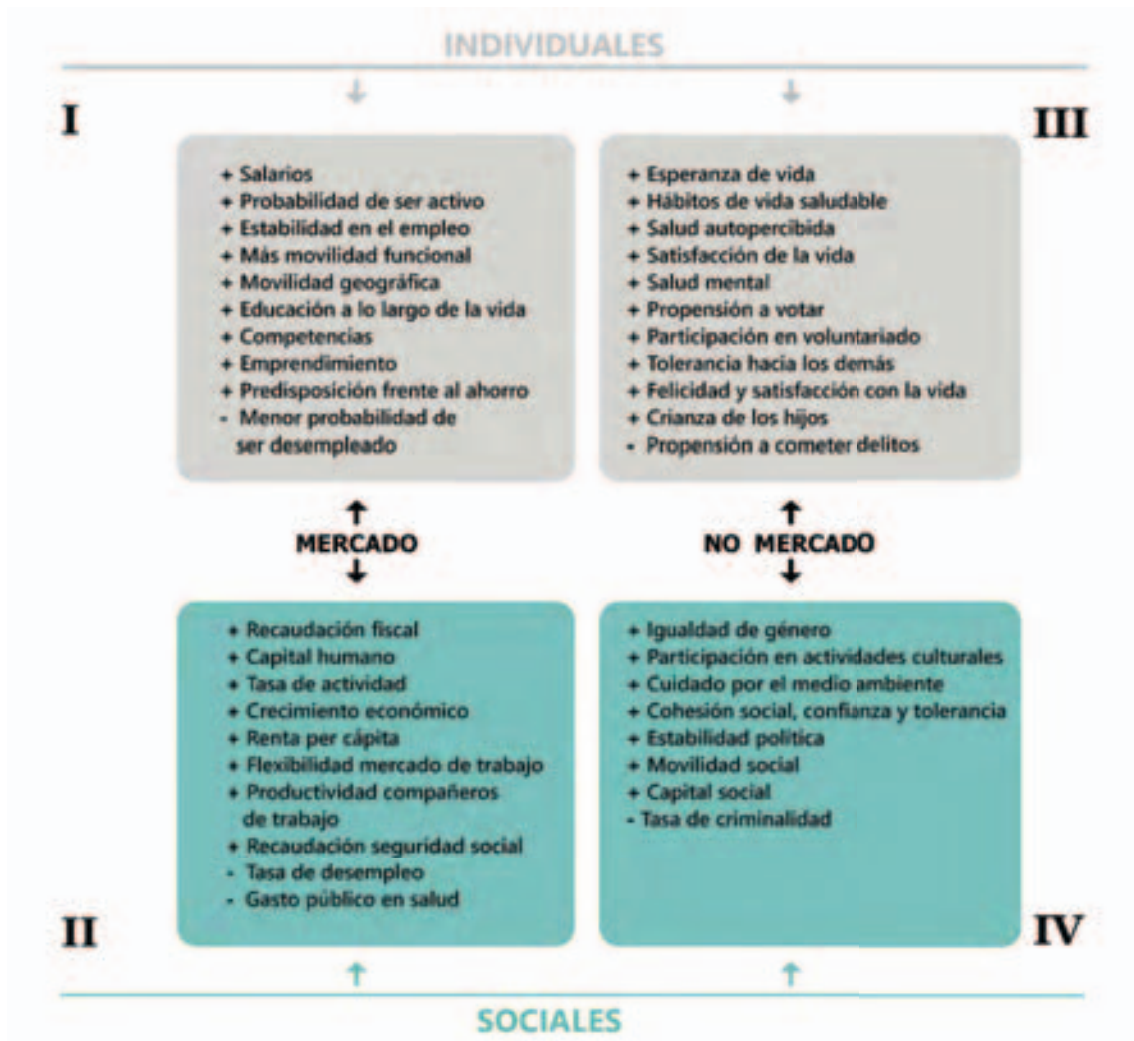 INDIVIDUALES
I
III
+ Salarios
+ Probabilidad de ser activo
+ Estabilidad en el empleo
+ Más movilidad funcional
+ Movilidad geográfica
+ Educación a lo largo de la vida
+ Competencias
+ Emprendimiento
+ Predisposición frente al ahorro
- Menor probabilidad de
ser desempleado
+ Esperanza de vida
+ Hábitos de vida saludable
+ Salud autopercibida
+ Satisfacción de la vida
+ Salud mental
+ Propensión a votar
+ Participación en voluntariado
+ Tolerancia hacia los demás
+ Felicidad y satisfacción con la vida
+ Crianza de los hijos
- Propensión a cometer delitos
MERCADO
NO MERCADO
+ Recaudación fiscal
+ Capital humano
+ Tasa de actividad
+ Crecimiento económico
+ Renta per cápita
+ Flexibilidad mercado de trabajo
+ Productividad compañeros
de trabajo
+ Recaudación seguridad social
- Tasa de desempleo
- Gasto público en salud
+ Igualdad de género
+ Participación en actividades culturales
+ Cuidado por el medio ambiente
+ Cohesión social, confianza y tolerancia
+ Estabilidad política
+ Movilidad social
+ Capital social
- Tasa de criminalidad
II
IV
SOCIALES